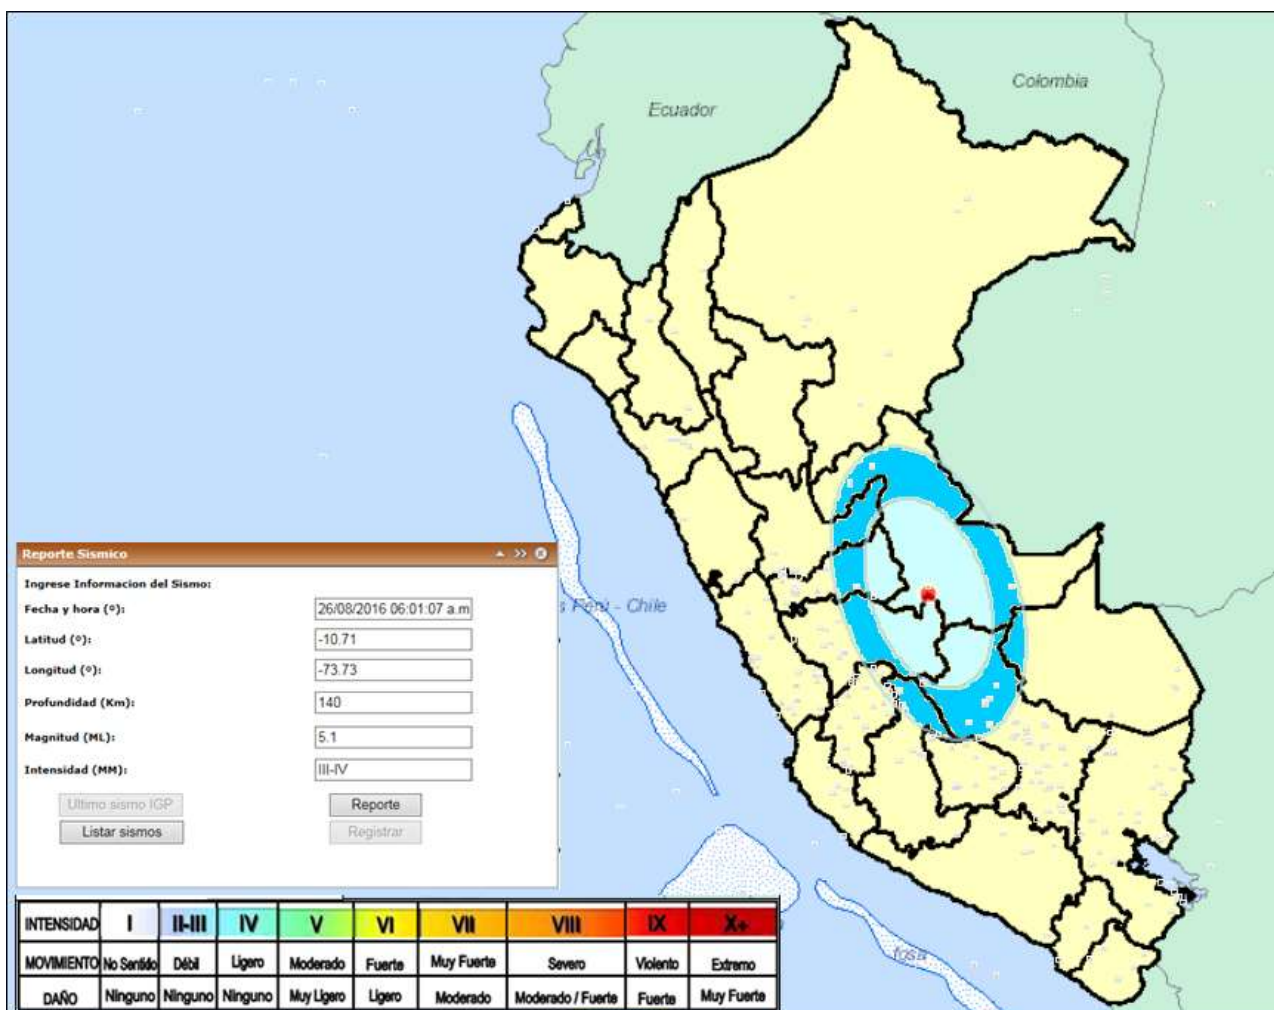 Colombia
Ecuador
Reporte Sismico
Ingrese Informacion del Sismo:
Fecha y hora (º): 26/08/2016 06:01:07 a.m
s Perú - Chile
Latitud (º): -10.71
Longitud (º): -73.73
Profundidad (Km): 140
Magnitud (ML): 5.1
Intensidad (MM): III-IV
Ultimo sismo IGP Reporte
Listar sismos Registrar
fosa
INTENSIDAD I II-III IV V VI VII VIII IX X+
MOVIMIENTO No Sentido Débil Ligero Moderado Fuerte Muy Fuerte Severo Violento Extremo
DAÑO Ninguno Ninguno Ninguno Muy Ligero Ligero Moderado Moderado / Fuerte Fuerte Muy Fuerte